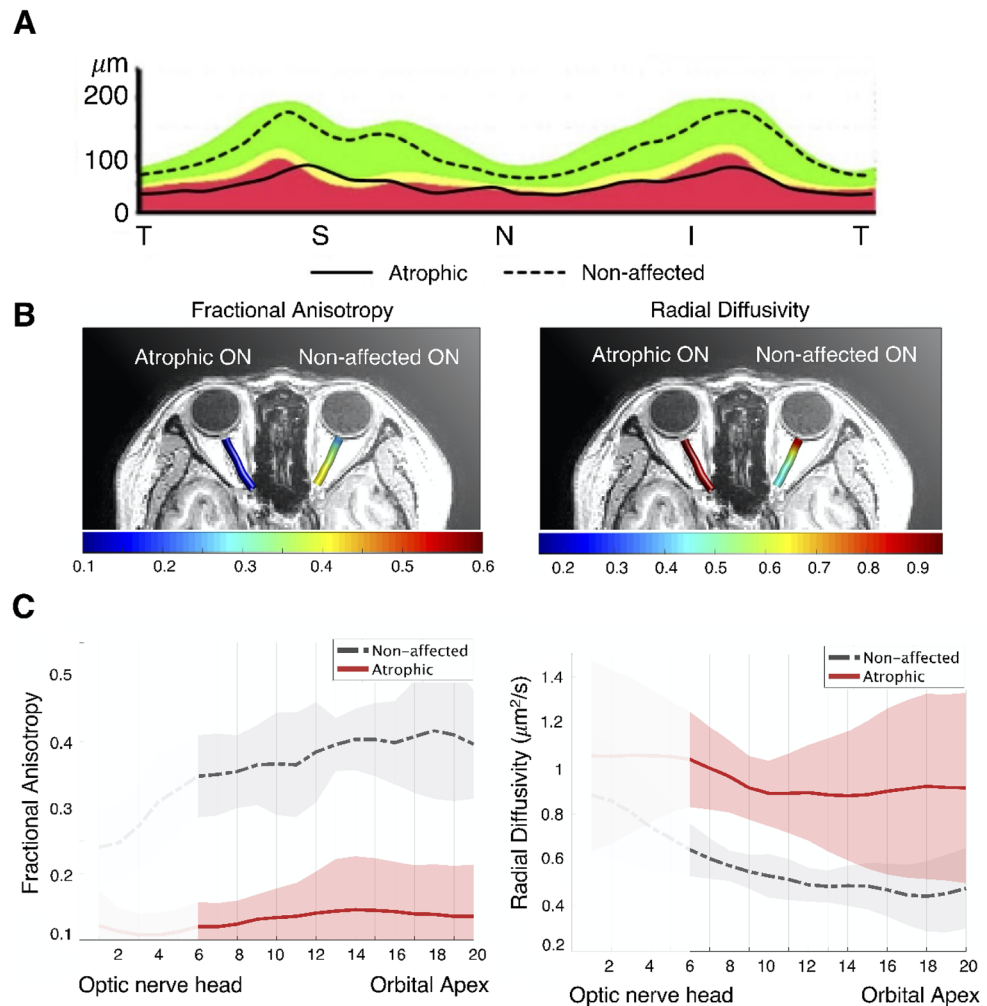 A
μm
200
100
0
T S N I T
Atrophic Non-affected
B
Fractional Anisotropy
Atrophic ON Non-affected ON
0.1 0.2 0.3 0.4 0.5 0.6
Radial Diffusivity
Atrophic ON Non-affected ON
0.2 0.3 0.4 0.5 0.6 0.7 0.8 0.9
C
Fractional Anisotropy
0.5
0.4
0.3
0.2
0.1
Non-affected
Atrophic
2 4 6 8 10 12 14 16 18 20
Optic nerve head Orbital Apex
Radial Diffusivity (μm²/s)
1.4
1.2
1
0.8
0.6
0.4
0.2
Non-affected
Atrophic
2 4 6 8 10 12 14 16 18 20
Optic nerve head Orbital Apex